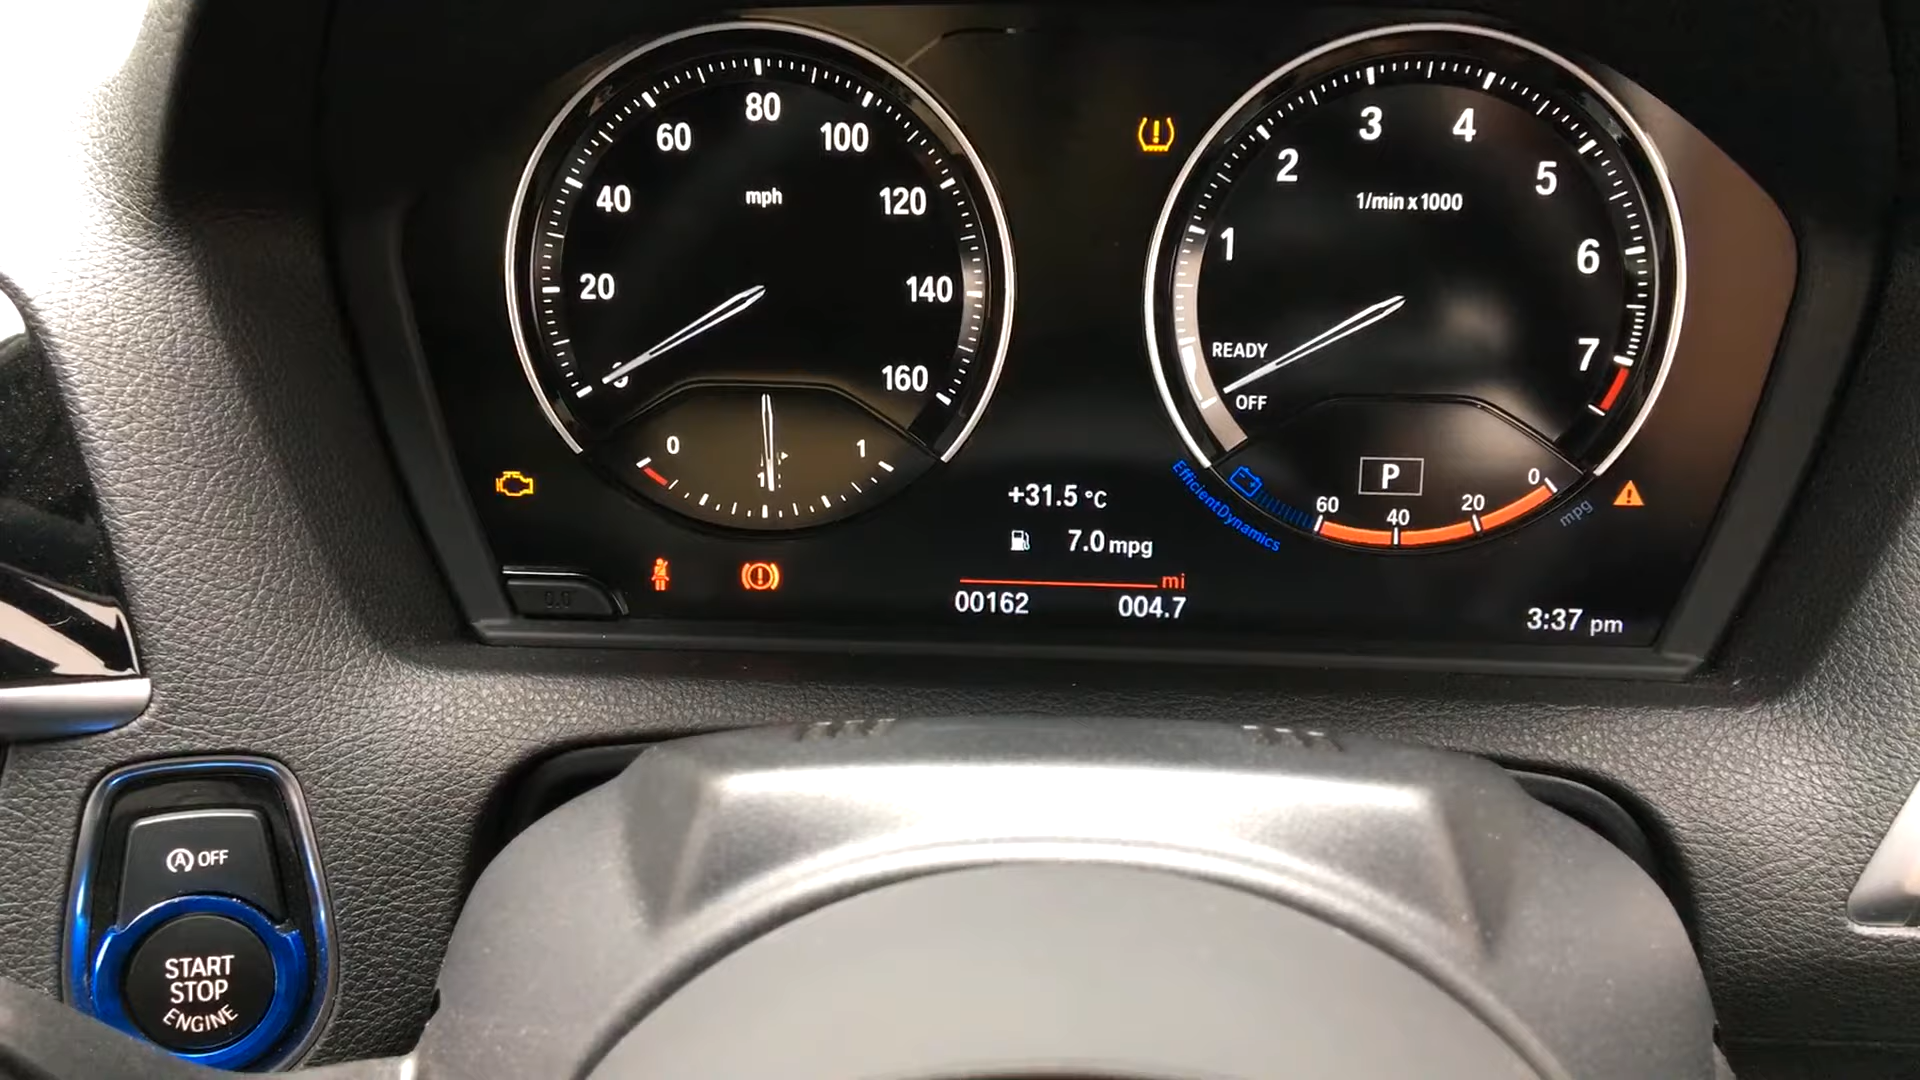 80
60
100
40
mph
120
20
140
160
0
1
3
4
2
5
1/min x 1000
1
6
READY
7
OFF
P
60
40
20
0
mpg
EfficientDynamics
+31.5 °C
7.0 mpg
mi
00162 004.7
3:37 pm
0.0
A OFF
START
STOP
ENGINE